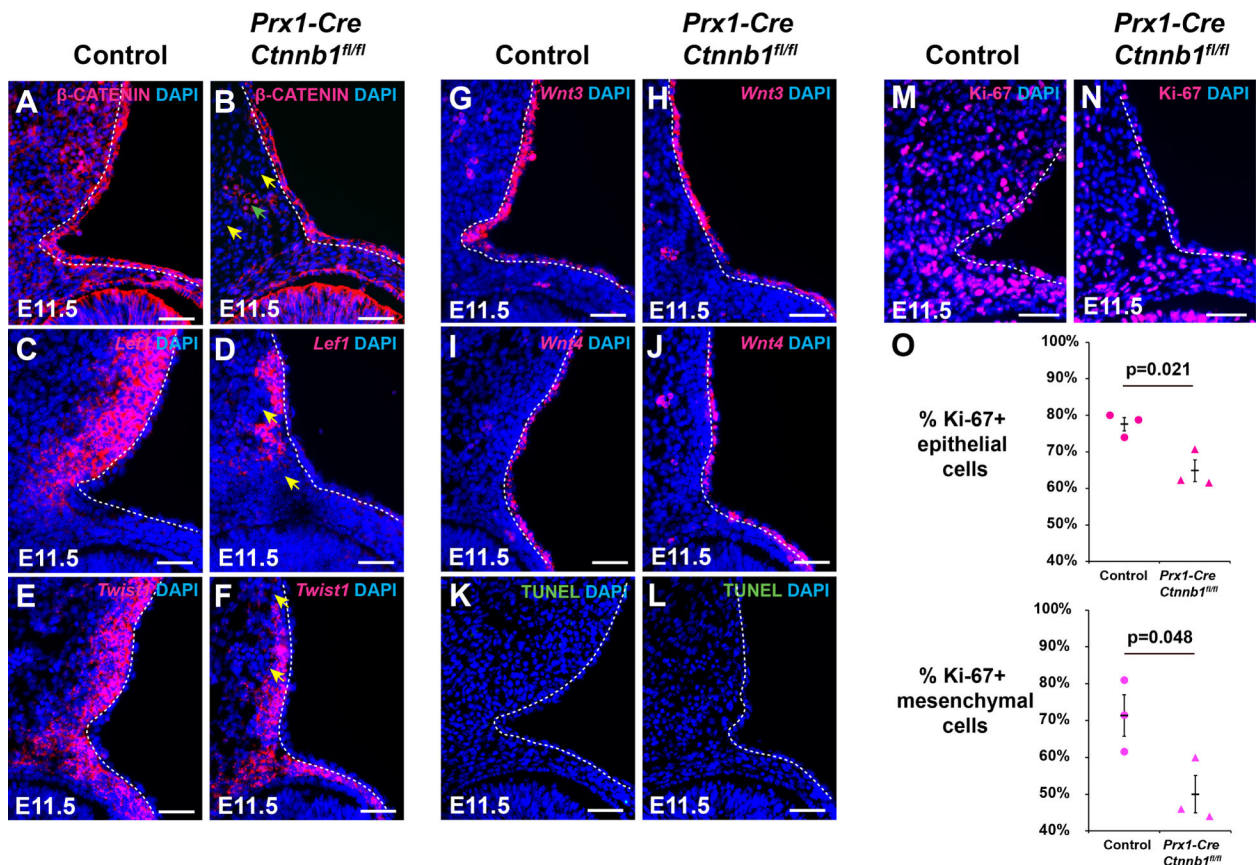 Control
Prx1-Cre
Ctnnb1fl/fl
A
β-CATENIN DAPI
E11.5
B
β-CATENIN DAPI
E11.5
C
Lef1 DAPI
E11.5
D
Lef1 DAPI
E11.5
E
Twist1 DAPI
E11.5
F
Twist1 DAPI
E11.5
Control
Prx1-Cre
Ctnnb1fl/fl
G
Wnt3 DAPI
E11.5
H
Wnt3 DAPI
E11.5
I
Wnt4 DAPI
E11.5
J
Wnt4 DAPI
E11.5
K
TUNEL DAPI
E11.5
L
TUNEL DAPI
E11.5
Control
Prx1-Cre
Ctnnb1fl/fl
M
Ki-67 DAPI
E11.5
N
Ki-67 DAPI
E11.5
O
% Ki-67+
epithelial
cells
100%
90%
80%
70%
60%
50%
40%
p=0.021
Control
Prx1-Cre
Ctnnb1fl/fl
% Ki-67+
mesenchymal
cells
100%
90%
80%
70%
60%
50%
40%
p=0.048
Control
Prx1-Cre
Ctnnb1fl/fl